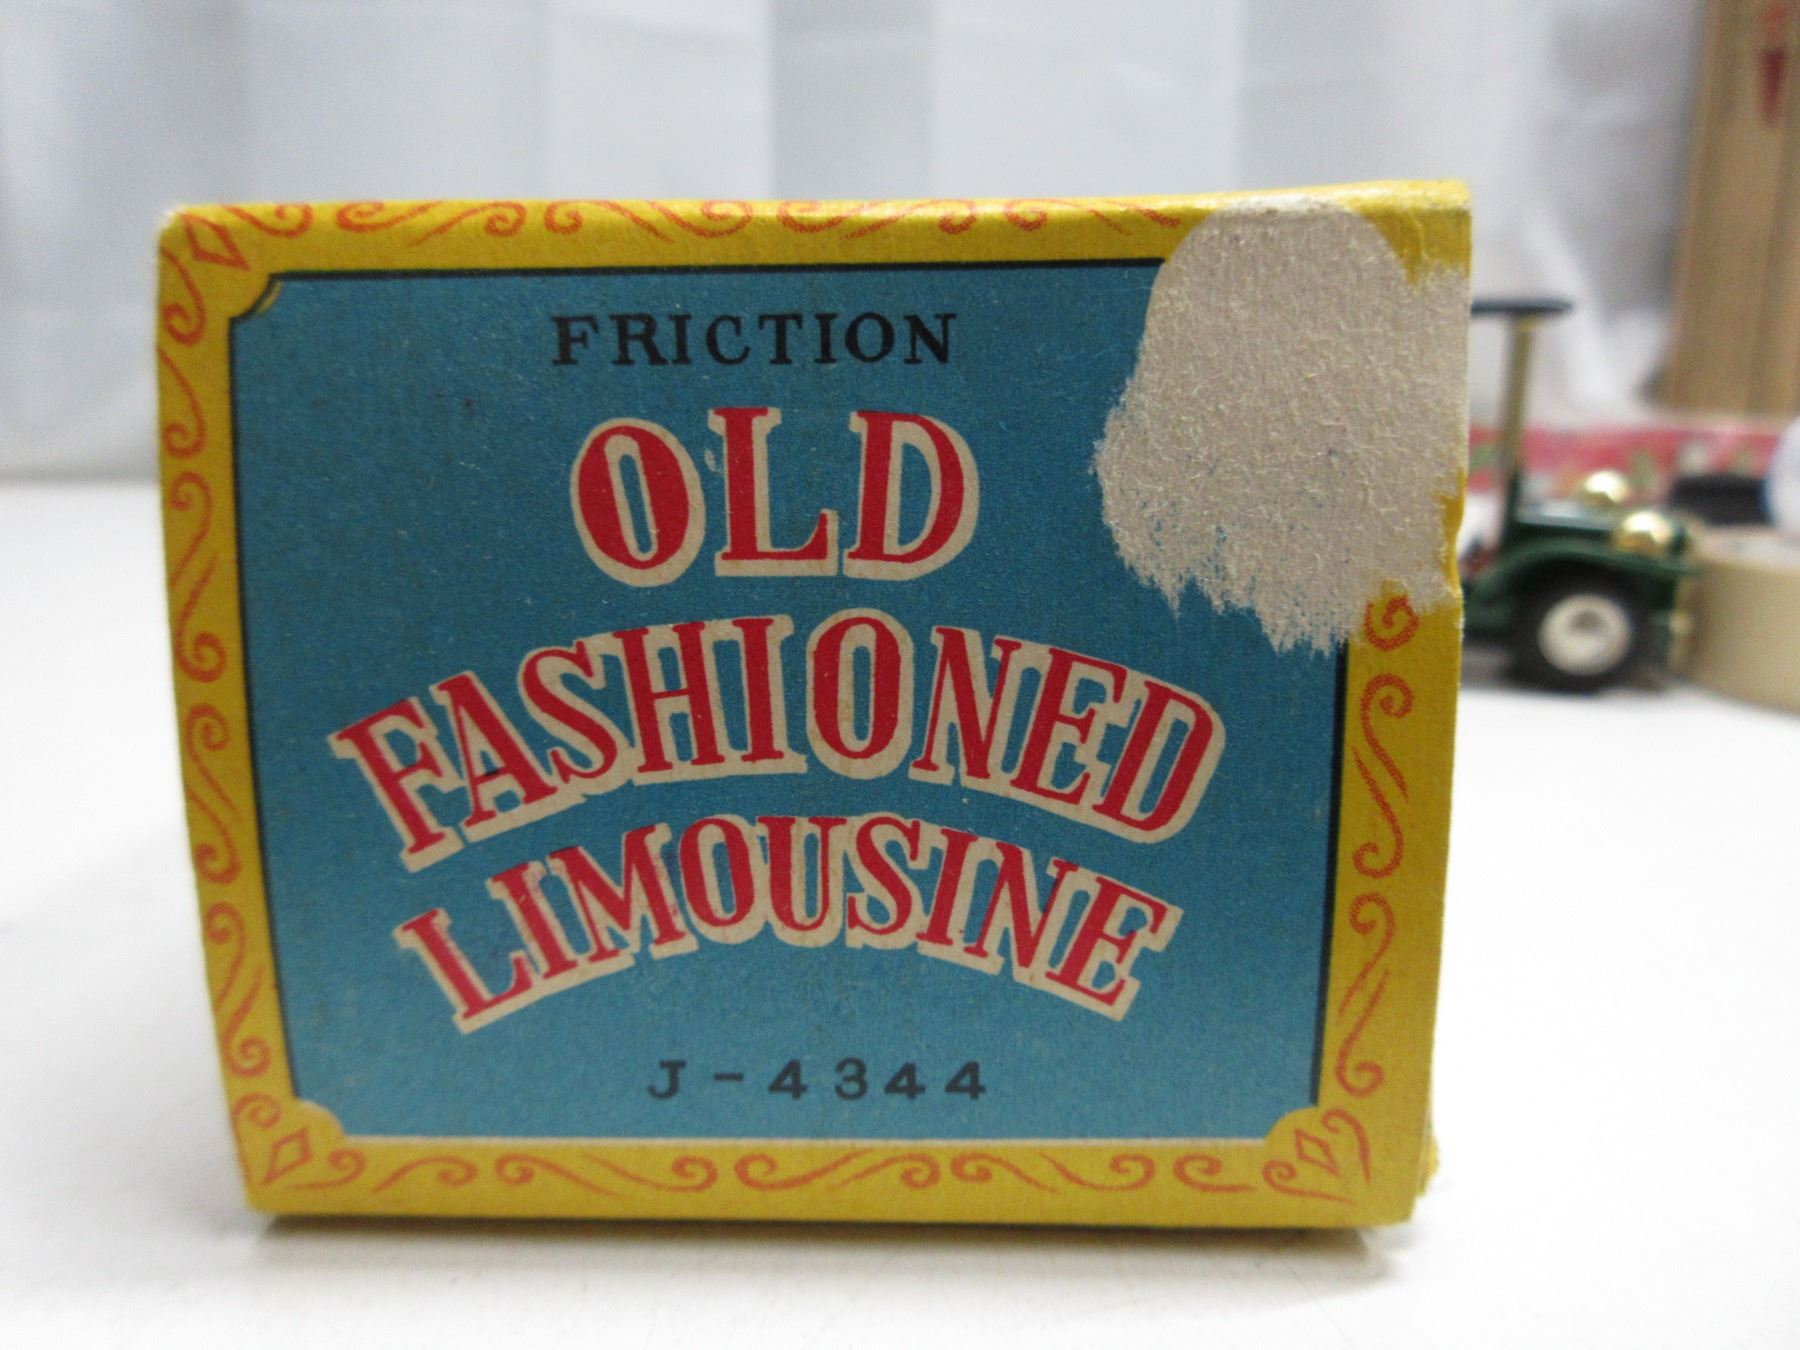 FRICTION
OLD
FASHIONED
LIMOUSINE
J-4344